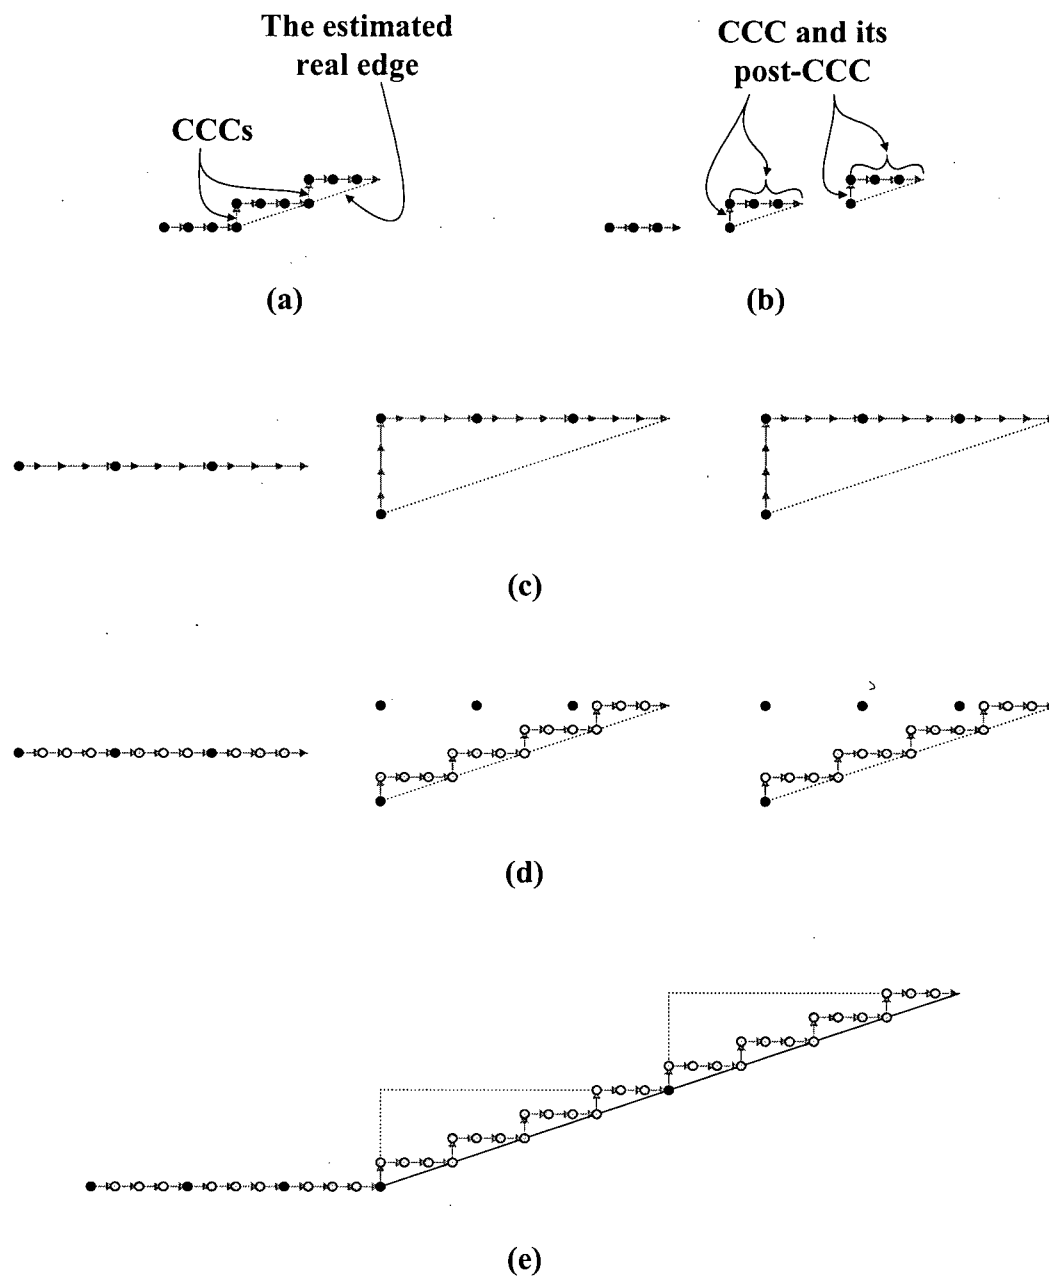 The estimated
real edge
CCC and its
post-CCC
CCCs
(a)
(b)
(c)
(d)
(e)